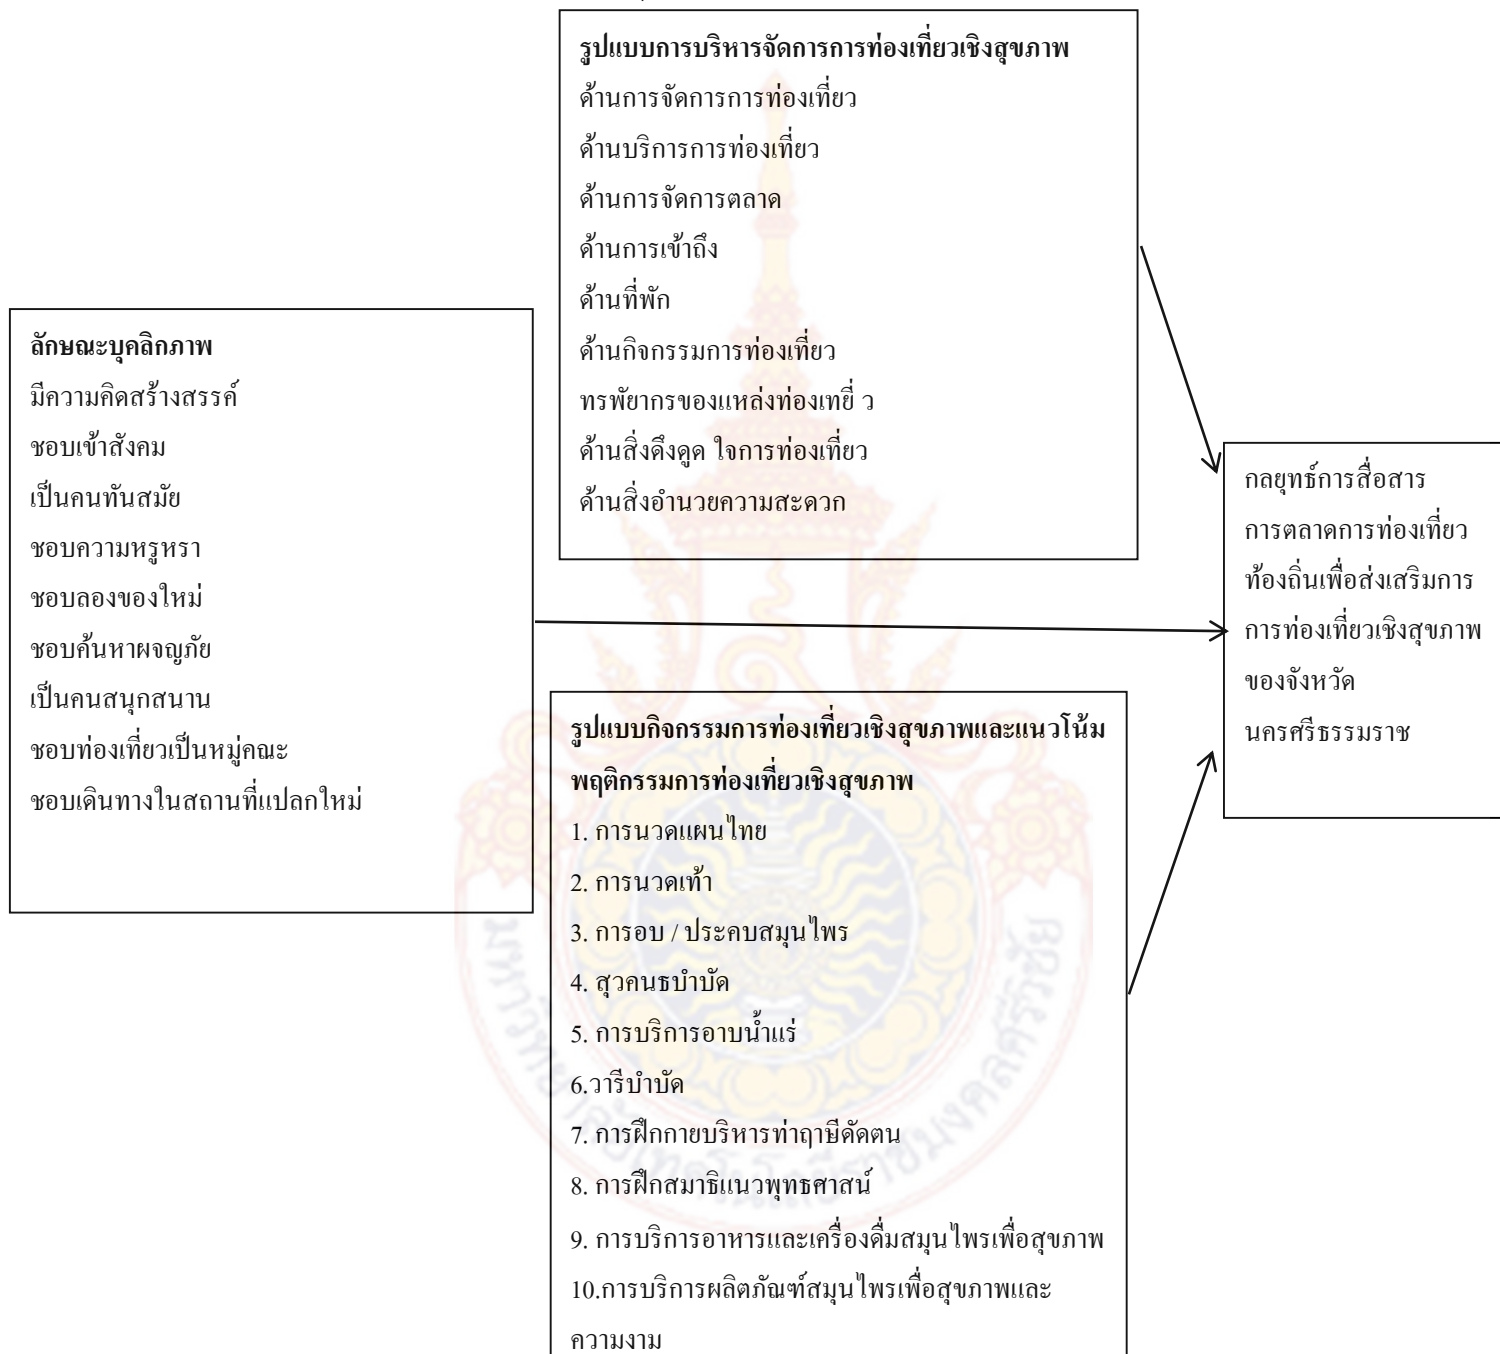 รูปแบบการบริหารจัดการการท่องเที่ยวเชิงสุขภาพ
ด้านการจัดการการท่องเที่ยว
ด้านบริการการท่องเที่ยว
ด้านการจัดการตลาด
ด้านการเข้าถึง
ด้านที่พัก
ด้านกิจกรรมการท่องเที่ยว
ทรพัยากรของแหล่งท่องเทยี่ ว
ด้านสิ่งดึงดูด ใจการท่องเที่ยว
ด้านสิ่งอำนวยความสะดวก
ลักษณะบุคลิกภาพ
มีความคิดสร้างสรรค์
ชอบเข้าสังคม
เป็นคนทันสมัย
ชอบความหรูหรา
ชอบลองของใหม่
ชอบค้นหาผจญภัย
เป็นคนสนุกสนาน
ชอบท่องเที่ยวเป็นหมู่คณะ
ชอบเดินทางในสถานที่แปลกใหม่
รูปแบบกิจกรรมการท่องเที่ยวเชิงสุขภาพและแนวโน้ม
พฤติกรรมการท่องเที่ยวเชิงสุขภาพ
1. การนวดแผนไทย
2. การนวดเท้า
3. การอบ / ประคบสมุนไพร
4. สุวคนธบำบัด
5. การบริการอาบน้ำแร่
6.วารีบำบัด
7. การฝึกกายบริหารท่าฤาษีดัดตน
8. การฝึกสมาธิแนวพุทธศาสน์
9. การบริการอาหารและเครื่องดื่มสมุนไพรเพื่อสุขภาพ
10.การบริการผลิตภัณฑ์สมุนไพรเพื่อสุขภาพและ
ความงาม
กลยุทธ์การสื่อสาร
การตลาดการท่องเที่ยว
ท้องถิ่นเพื่อส่งเสริมการ
การท่องเที่ยวเชิงสุขภาพ
ของจังหวัด
นครศรีธรรมราช
มหาวิทยาลัยเทคโนโลยีราชมงคลศรีวิชัย